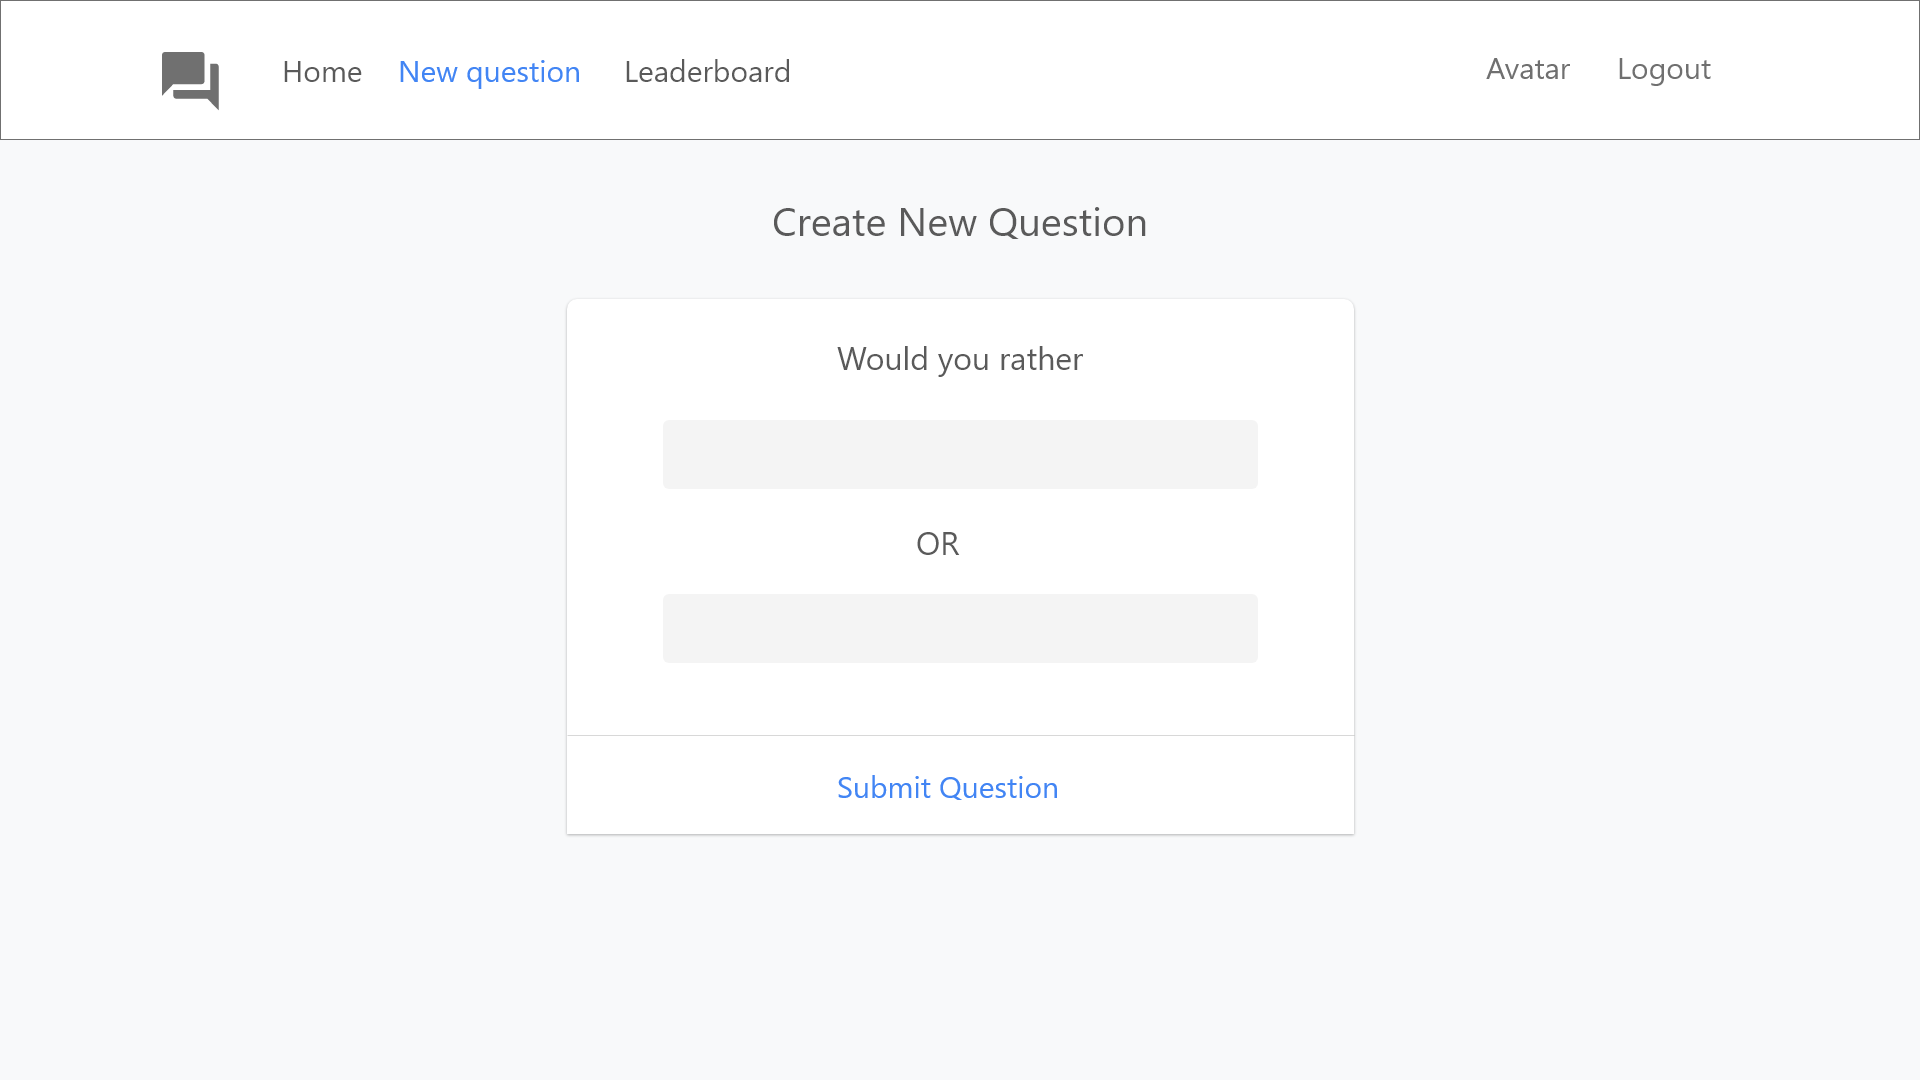 Home New question Leaderboard Avatar Logout
Create New Question
Would you rather
OR
Submit Question